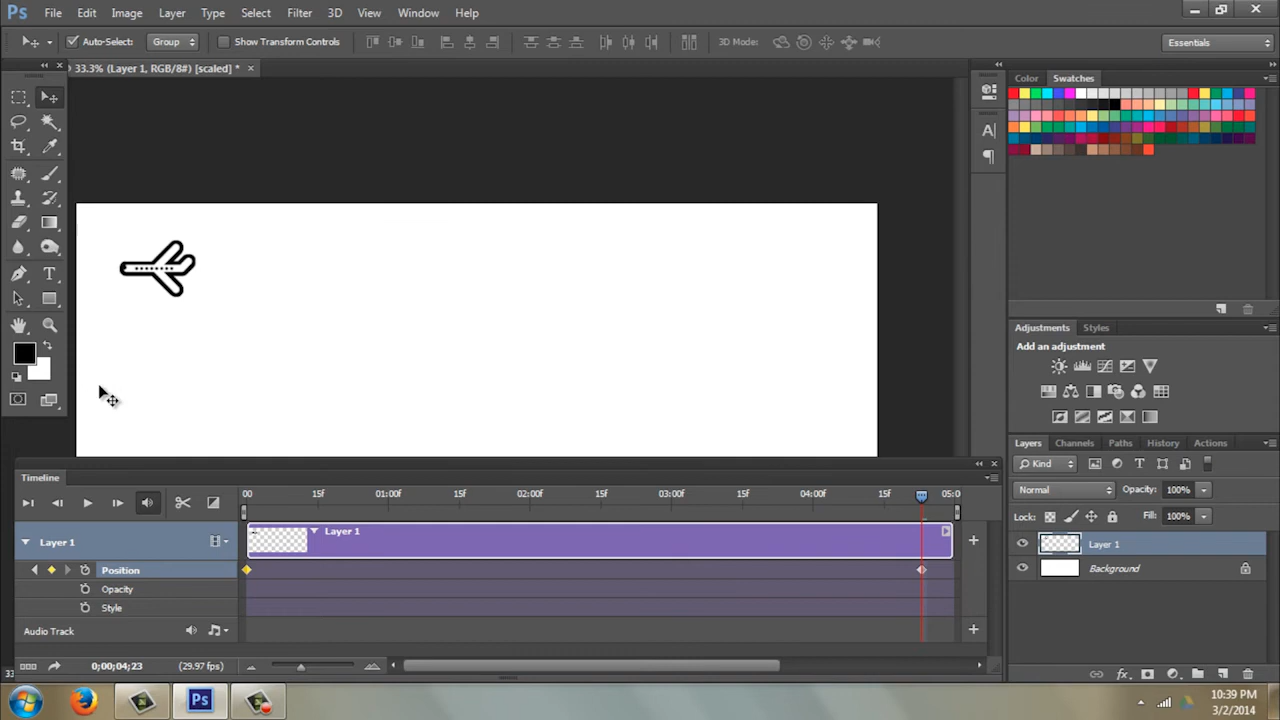 Ps File Edit Image Layer Type Select Filter 3D View Window Help
Auto-Select: Group Show Transform Controls 3D Mode: Essentials
33.3% (Layer 1, RGB/8#) [scaled] * ×
Color Swatches
Adjustments Styles
Add an adjustment
Layers Channels Paths History Actions
Kind
Normal Opacity: 100%
Lock: Fill: 100%
Layer 1
Background
Timeline
00 15f 01:00f 15f 02:00f 15f 03:00f 15f 04:00f 15f 05:0
Layer 1
Layer 1
Position
Opacity
Style
Audio Track
0;00;04;23 (29.97 fps)
33
Ps
10:39 PM
3/2/2014